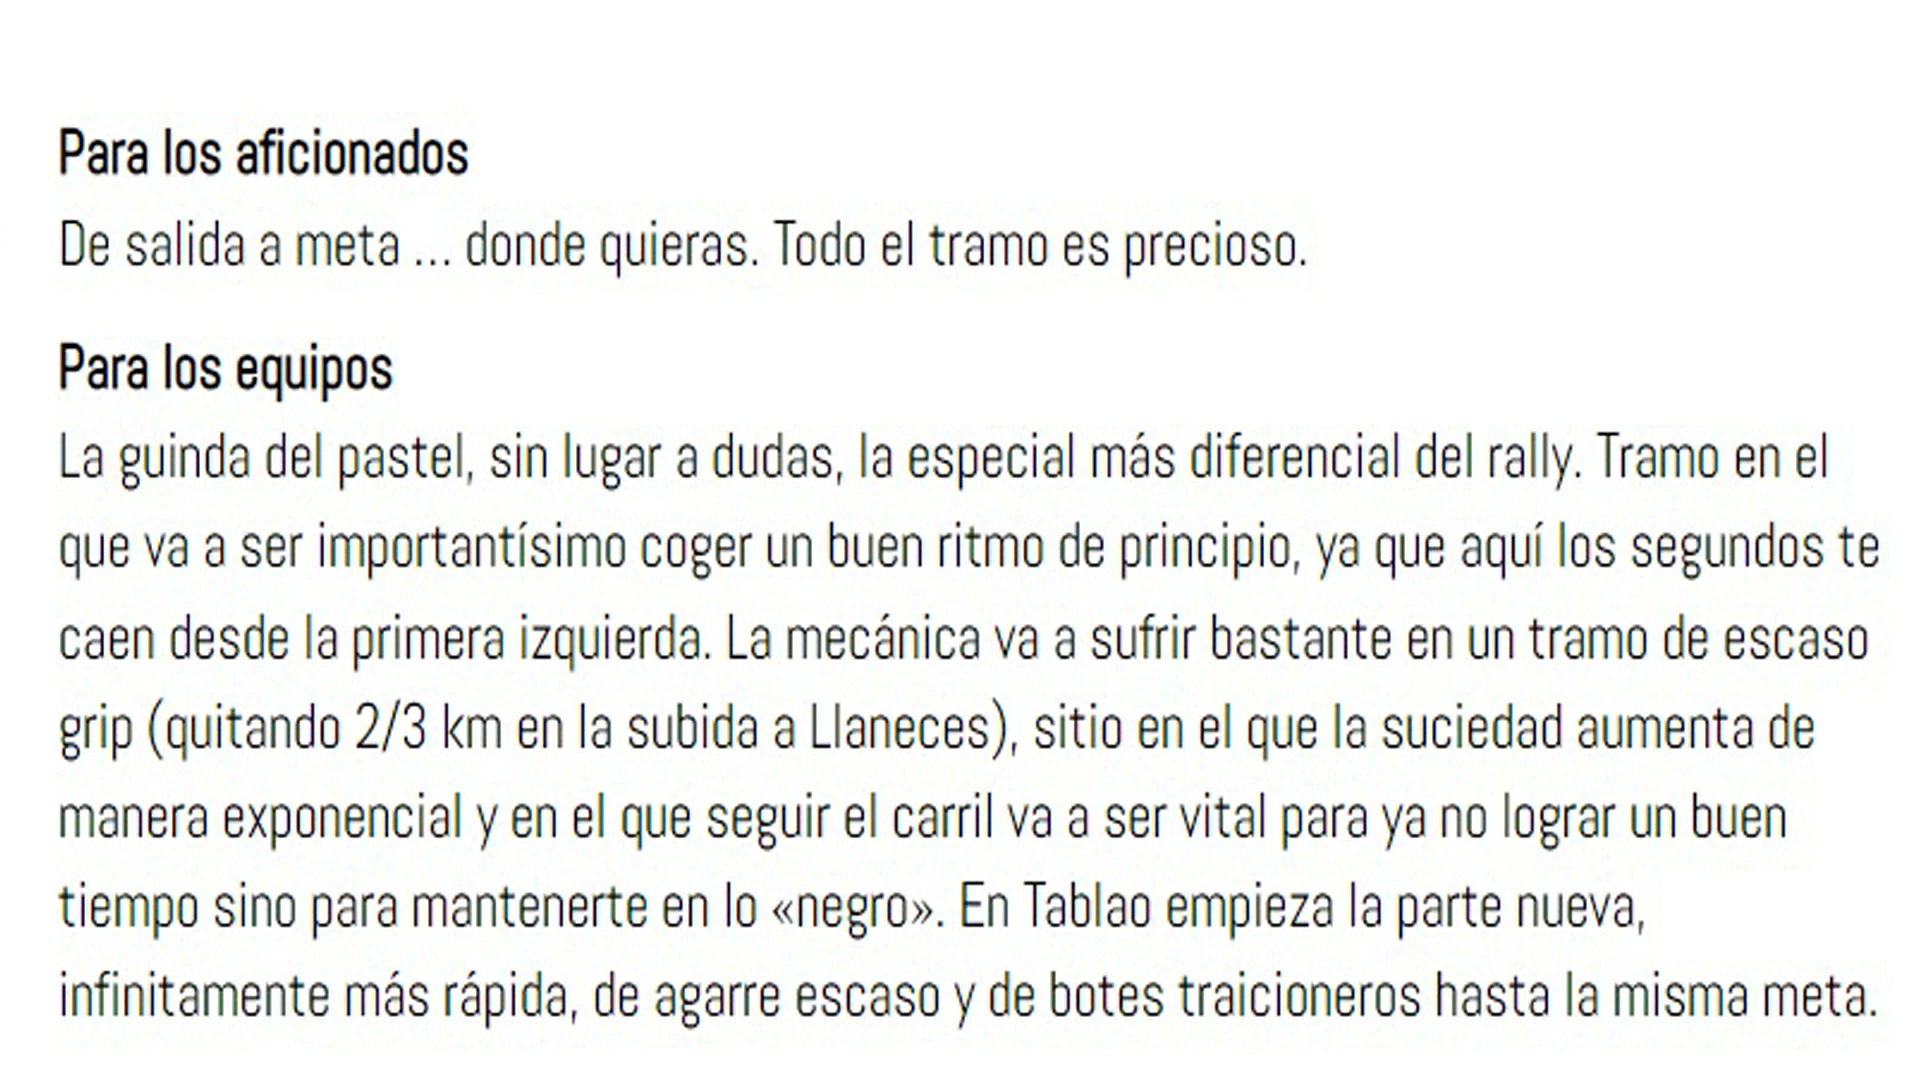 Para los aficionados
De salida a meta ... donde quieras. Todo el tramo es precioso.
Para los equipos
La guinda del pastel, sin lugar a dudas, la especial más diferencial del rally. Tramo en el
que va a ser importantísimo coger un buen ritmo de principio, ya que aquí los segundos te
caen desde la primera izquierda. La mecánica va a sufrir bastante en un tramo de escaso
grip (quitando 2/3 km en la subida a Llaneces), sitio en el que la suciedad aumenta de
manera exponencial y en el que seguir el carril va a ser vital para ya no lograr un buen
tiempo sino para mantenerte en lo «negro». En Tablao empieza la parte nueva,
infinitamente más rápida, de agarre escaso y de botes traicioneros hasta la misma meta.